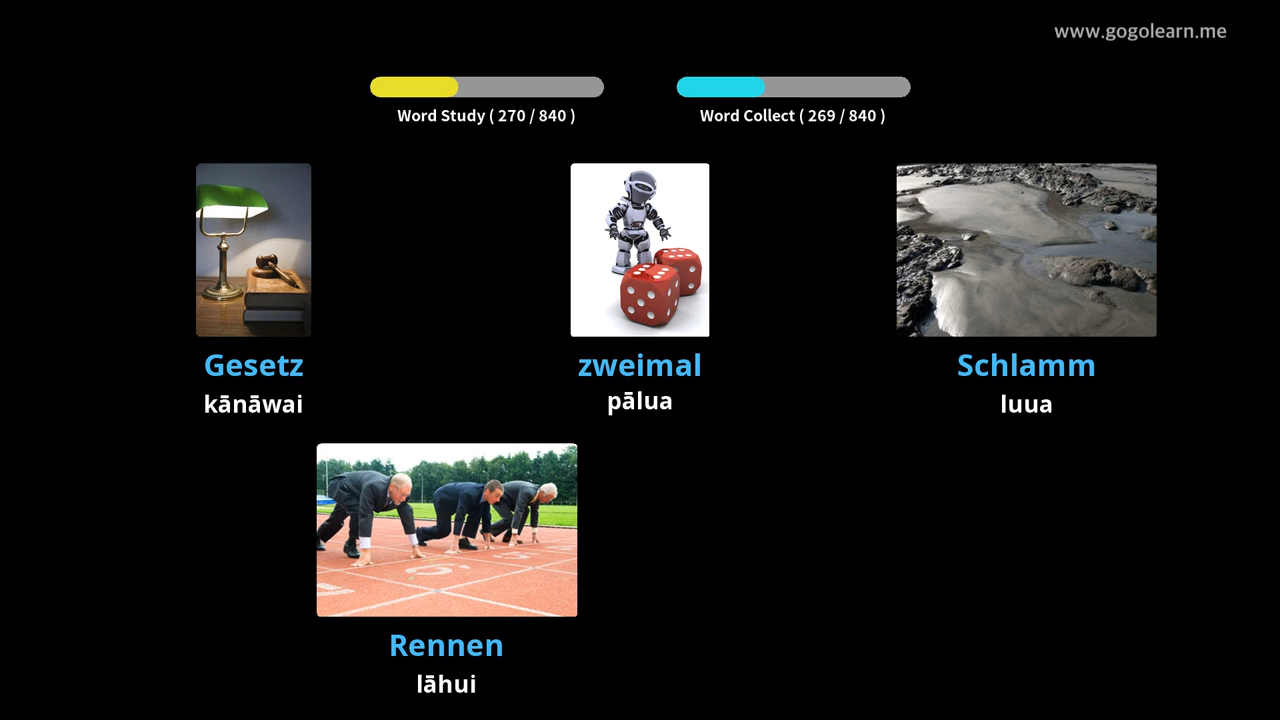 www.gogolearn.me
Word Study ( 270 / 840 )
Word Collect ( 269 / 840 )
Gesetz
kānāwai
zweimal
pālua
Schlamm
luua
Rennen
lāhui